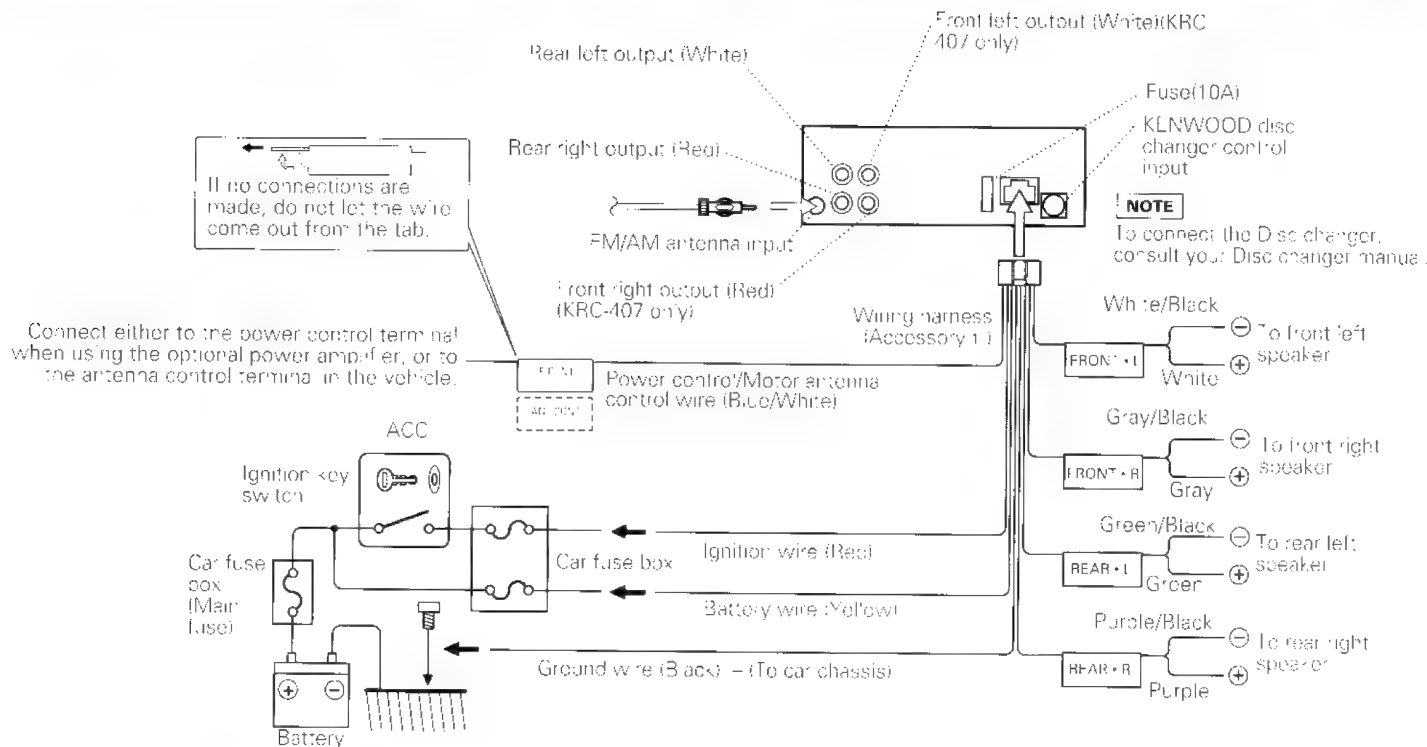 Front left output (White)(KRC
407 only)
Rear left output (White)
Fuse(10A)
KENWOOD disc
changer control
input
Rear right output (Red)
If no connections are
made, do not let the wire
come out from the tab.
NOTE
To connect the Disc changer,
consult your Disc changer manual.
FM/AM antenna input
Front right output (Red)
(KRC-407 only)
Wiring harness
(Accessory 1)
White/Black
⊖ To front left
speaker
FRONT • L
White ⊕
Connect either to the power control terminal
when using the optional power amplifier, or to
the antenna control terminal in the vehicle.
Power control/Motor antenna
control wire (Blue/White)
Gray/Black
⊖ To front right
speaker
FRONT • R
Gray ⊕
ACC
Ignition key
switch
Ignition wire (Red)
Car fuse box
Green/Black
⊖ To rear left
speaker
REAR • L
Green ⊕
Car fuse
box
(Main
fuse)
Battery wire (Yellow)
Purple/Black
⊖ To rear right
speaker
REAR • R
Purple ⊕
Ground wire (Black) – (To car chassis)
⊕ ⊖
Battery